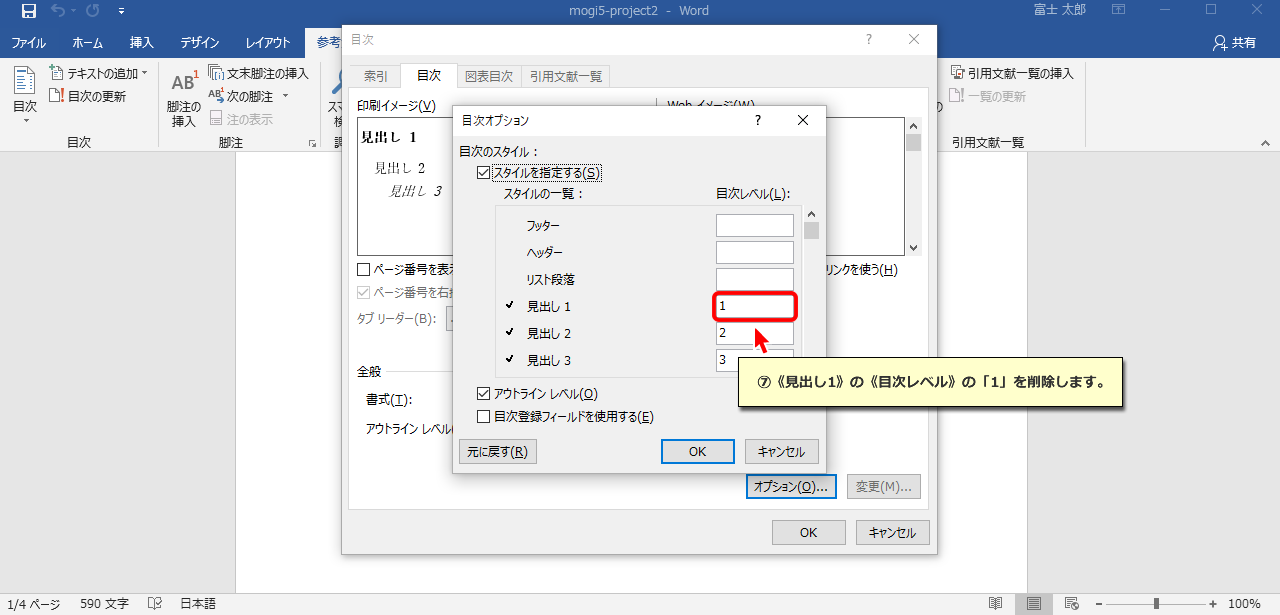 mogi5-project2 - Word
富士 太郎
ファイル
ホーム
挿入
デザイン
レイアウト
参考
共有
目次
テキストの追加
目次の更新
目次
AB1
脚注の挿入
文末脚注の挿入
AB1 次の脚注
注の表示
脚注
引用文献一覧の挿入
一覧の更新
引用文献一覧
目次
?
索引
目次
図表目次
引用文献一覧
印刷イメージ(V)
Web イメージ(W)
見出し 1
見出し 2
見出し 3
ページ番号を表
ページ番号を右
リンクを使う(H)
タブ リーダー(B):
全般
書式(T):
アウトライン レベル
オプション(O)...
変更(M)...
OK
キャンセル
目次オプション
?
目次のスタイル:
スタイルを指定する(S)
スタイルの一覧:
目次レベル(L):
フッター
ヘッダー
リスト段落
見出し 1
1
見出し 2
2
見出し 3
3
アウトライン レベル(O)
目次登録フィールドを使用する(E)
元に戻す(R)
OK
キャンセル
⑦《見出し1》の《目次レベル》の「1」を削除します。
1/4 ページ
590 文字
日本語
100%